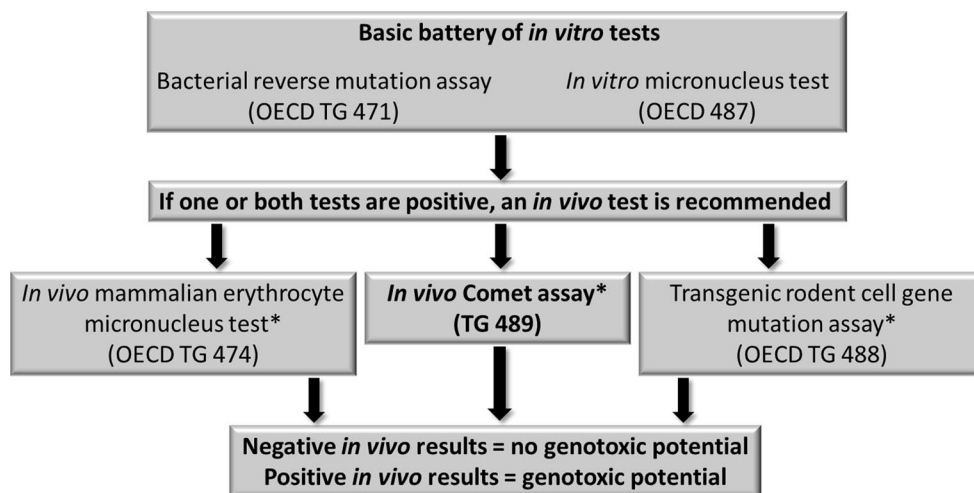 Basic battery of in vitro tests
Bacterial reverse mutation assay
(OECD TG 471)
In vitro micronucleus test
(OECD 487)
If one or both tests are positive, an in vivo test is recommended
In vivo mammalian erythrocyte
micronucleus test*
(OECD TG 474)
In vivo Comet assay*
(TG 489)
Transgenic rodent cell gene
mutation assay*
(OECD TG 488)
Negative in vivo results = no genotoxic potential
Positive in vivo results = genotoxic potential